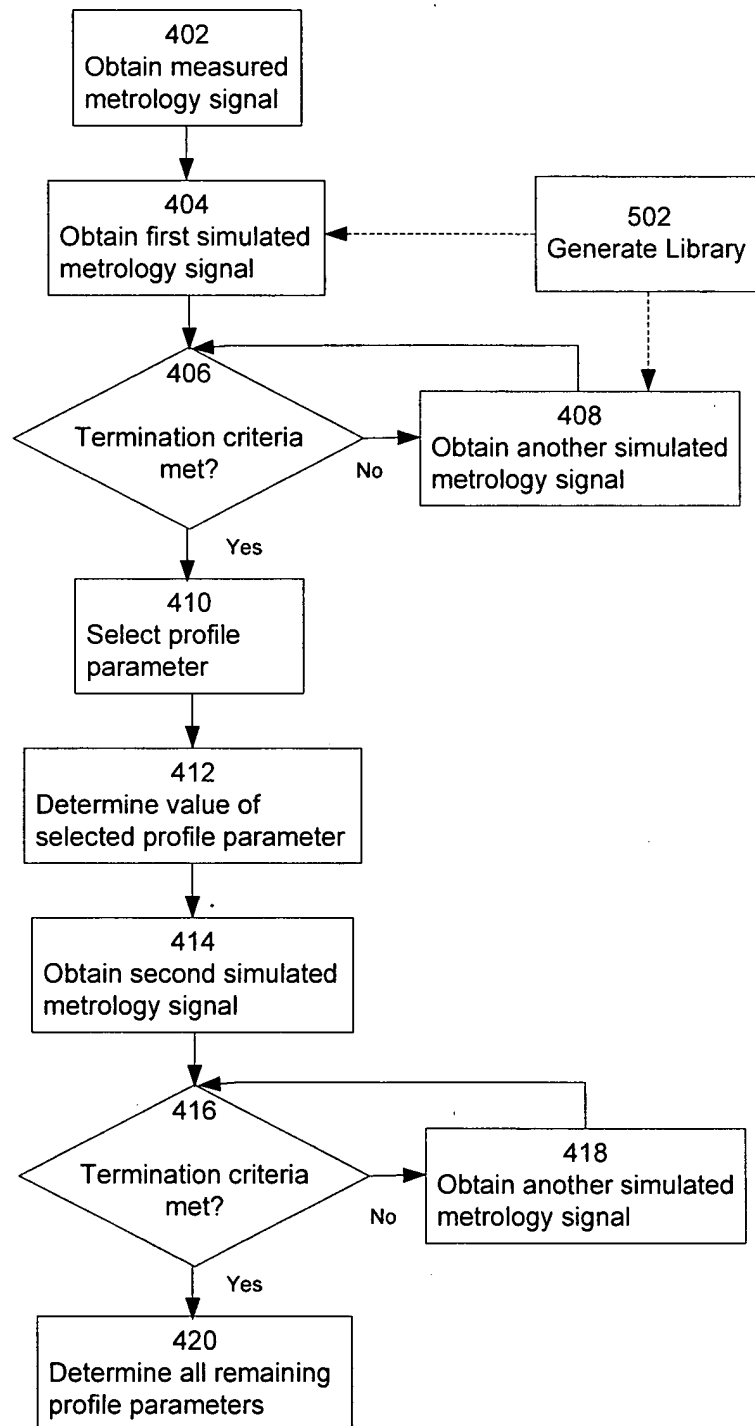 402
Obtain measured
metrology signal
404
Obtain first simulated
metrology signal
502
Generate Library
406
Termination criteria
met?
No
408
Obtain another simulated
metrology signal
Yes
410
Select profile
parameter
412
Determine value of
selected profile parameter
414
Obtain second simulated
metrology signal
416
Termination criteria
met?
No
418
Obtain another simulated
metrology signal
Yes
420
Determine all remaining
profile parameters